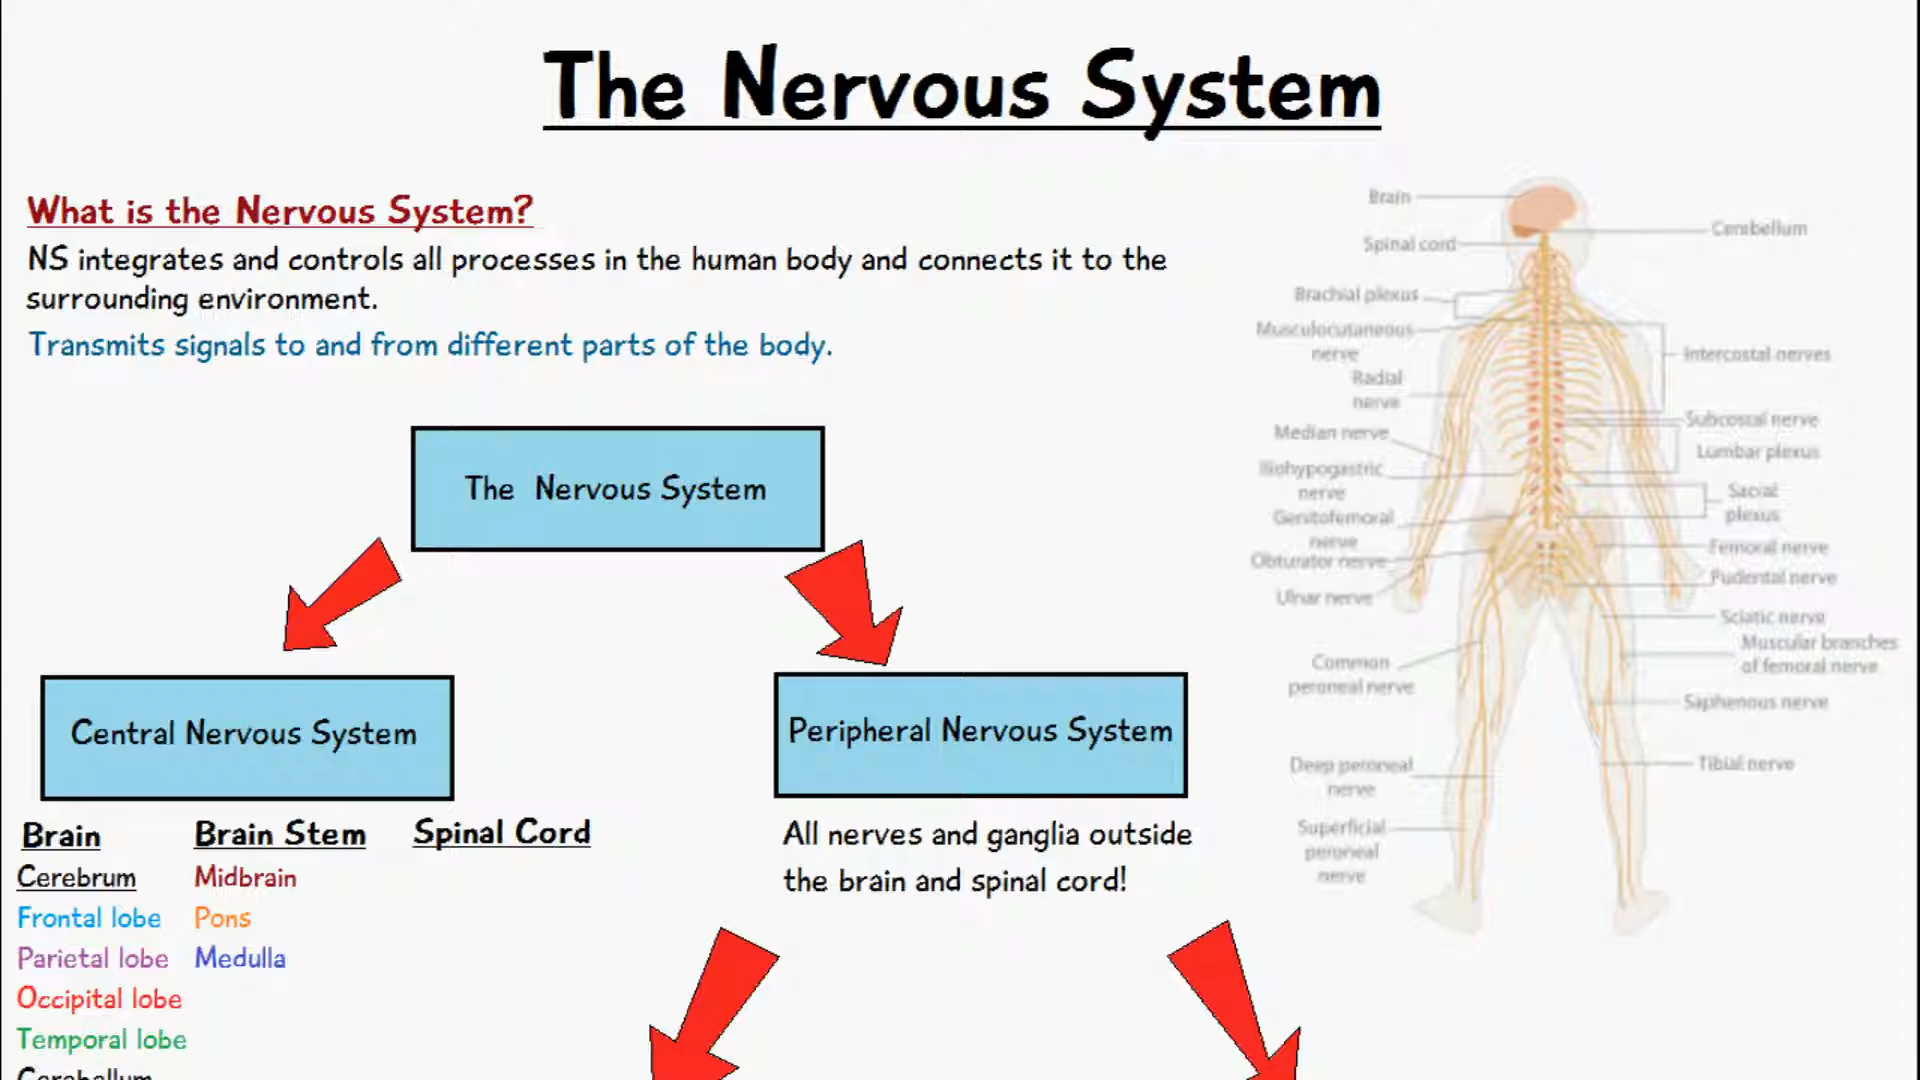 The Nervous System
What is the Nervous System?
NS integrates and controls all processes in the human body and connects it to the
surrounding environment.
Transmits signals to and from different parts of the body.
The Nervous System
Central Nervous System
Peripheral Nervous System
Brain
Cerebrum
Frontal lobe
Parietal lobe
Occipital lobe
Temporal lobe
Cerebellum
Brain Stem
Midbrain
Pons
Medulla
Spinal Cord
All nerves and ganglia outside
the brain and spinal cord!
Brain
Spinal cord
Brachial plexus
Musculocutaneous
nerve
Radial
nerve
Median nerve
Iliohypogastric
nerve
Genitofemoral
nerve
Obturator nerve
Ulnar nerve
Common
peroneal nerve
Deep peroneal
nerve
Superficial
peroneal
nerve
Cerebellum
Intercostal nerves
Subcostal nerve
Lumbar plexus
Sacral
plexus
Femoral nerve
Pudental nerve
Sciatic nerve
Muscular branches
of femoral nerve
Saphenous nerve
Tibial nerve